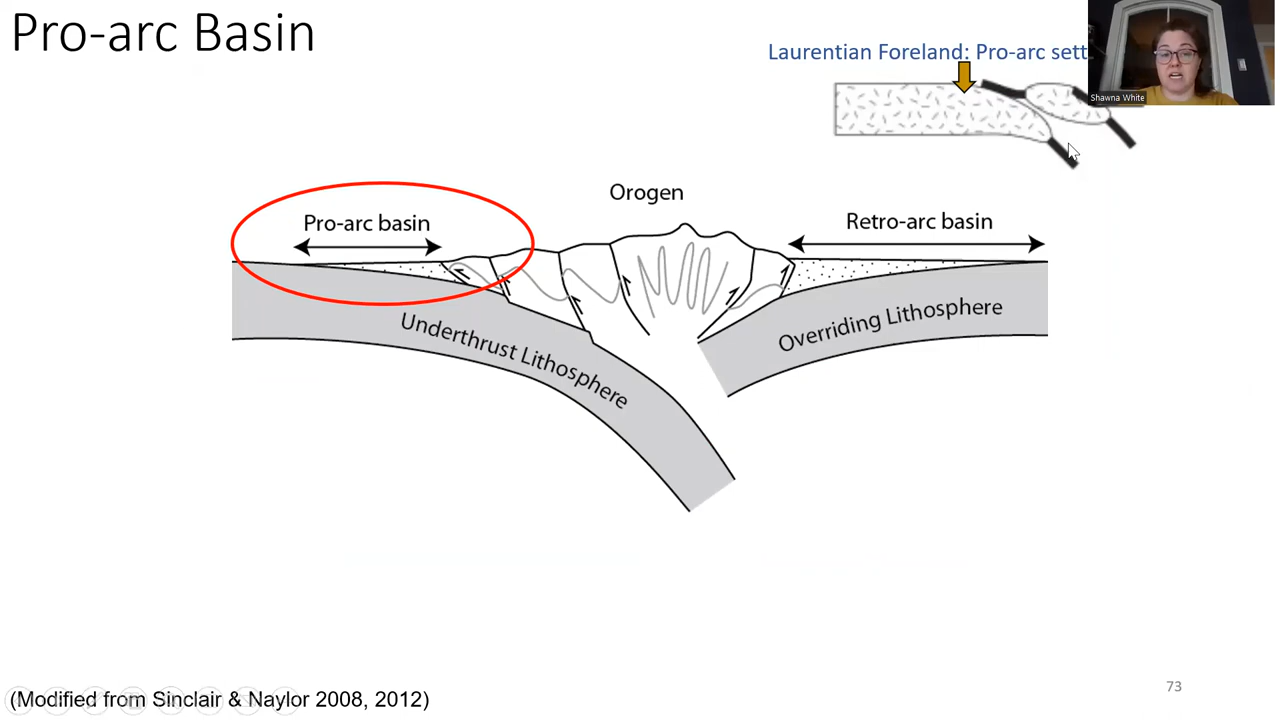 Pro-arc Basin
Laurentian Foreland: Pro-arc sett
Shawna White
Orogen
Pro-arc basin
Retro-arc basin
Underthrust Lithosphere
Overriding Lithosphere
(Modified from Sinclair & Naylor 2008, 2012)
73